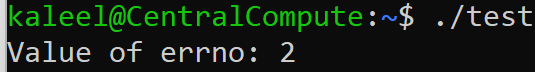 kaleel@CentralCompute:~$ ./test
Value of errno: 2